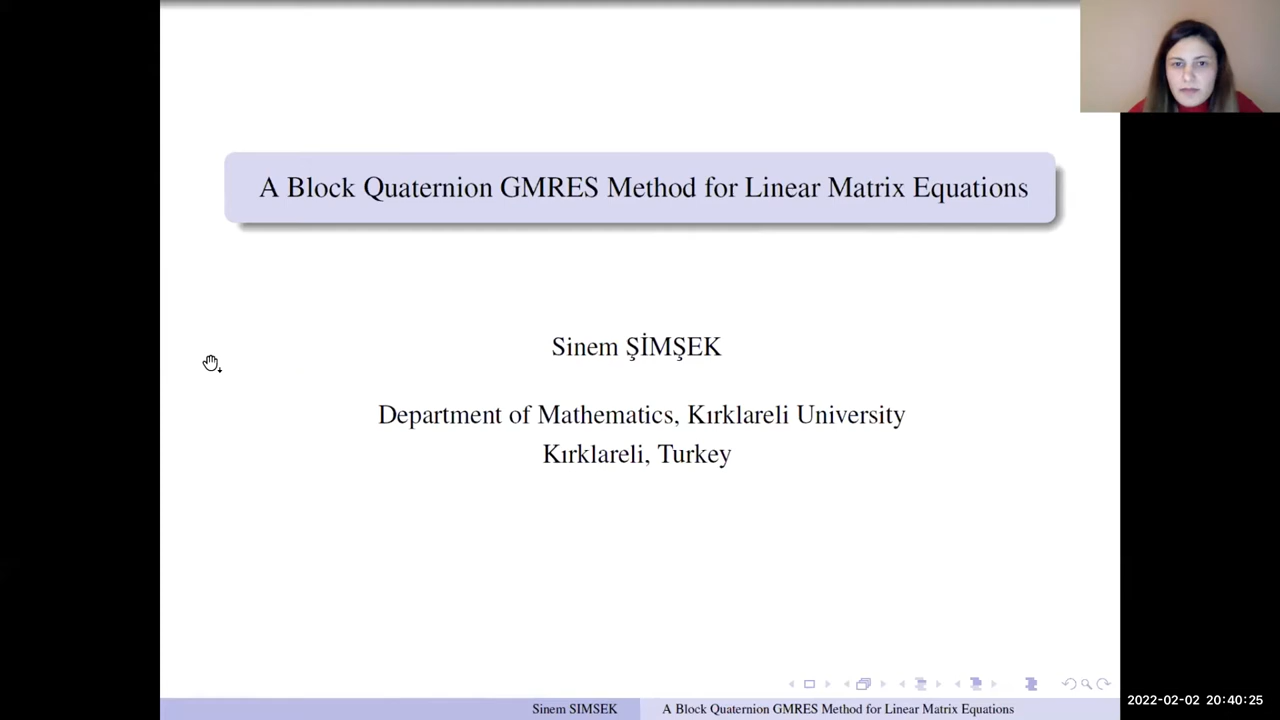 A Block Quaternion GMRES Method for Linear Matrix Equations
Sinem ŞİMŞEK
Department of Mathematics, Kırklareli University
Kırklareli, Turkey
Sinem SIMSEK
A Block Quaternion GMRES Method for Linear Matrix Equations
2022-02-02 20:40:25